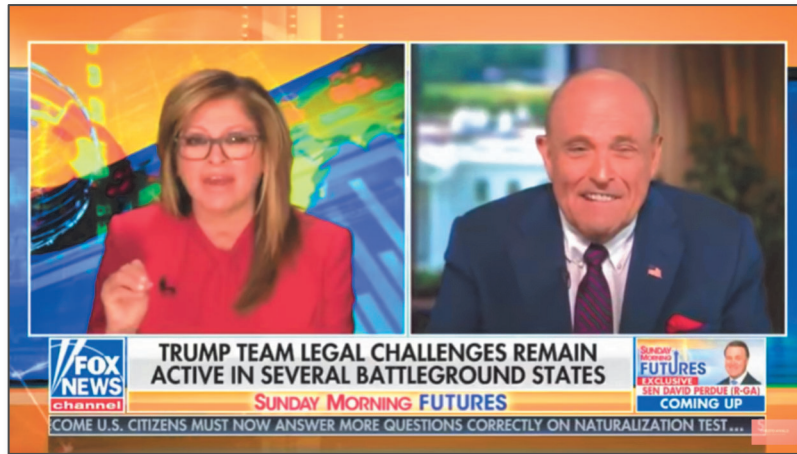 FOX
NEWS
channel
TRUMP TEAM LEGAL CHALLENGES REMAIN
ACTIVE IN SEVERAL BATTLEGROUND STATES
SUNDAY MORNING FUTURES
SUNDAY
MORNING
FUTURES
EXCLUSIVE
SEN DAVID PERDUE (R-GA)
COMING UP
COME U.S. CITIZENS MUST NOW ANSWER MORE QUESTIONS CORRECTLY ON NATURALIZATION TEST...